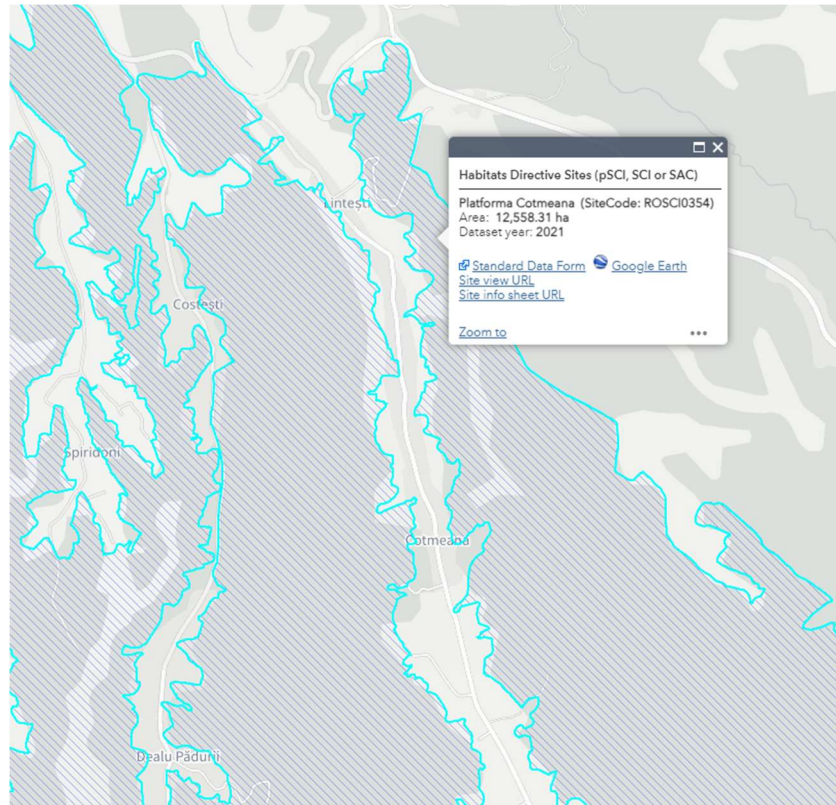 Habitats Directive Sites (pSCI, SCI or SAC)
Platforma Cotmeana (SiteCode: ROSCI0354)
Area: 12,558.31 ha
Dataset year: 2021
Standard Data Form Google Earth
Site view URL
Site info sheet URL
Zoom to
Lintești
Costești
Spiridoni
Cotmeana
Dealu Pădurii